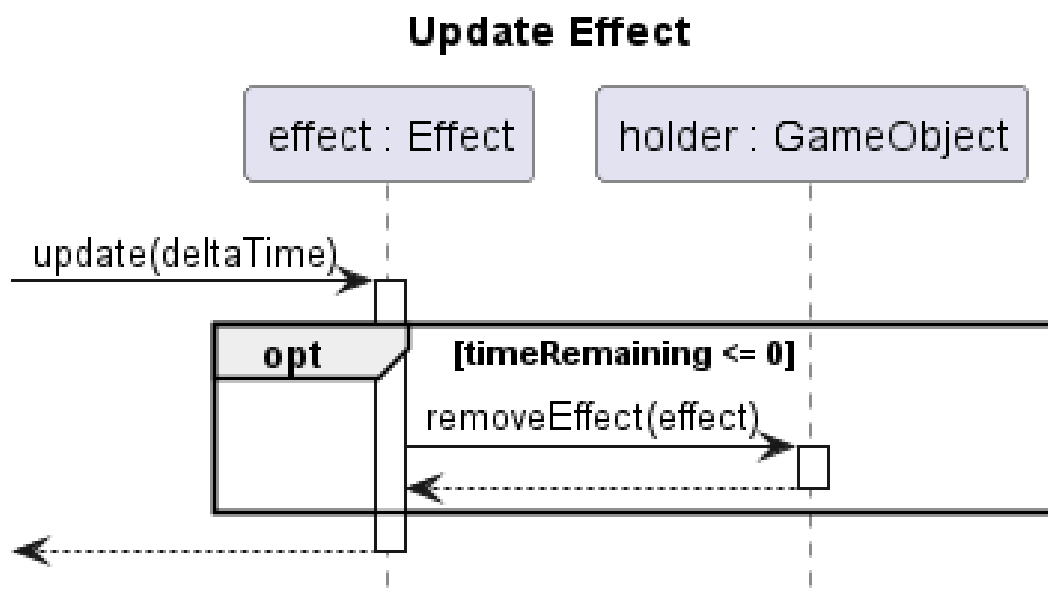 Update Effect
effect : Effect
holder : GameObject
update(deltaTime)
opt
[timeRemaining <= 0]
removeEffect(effect)